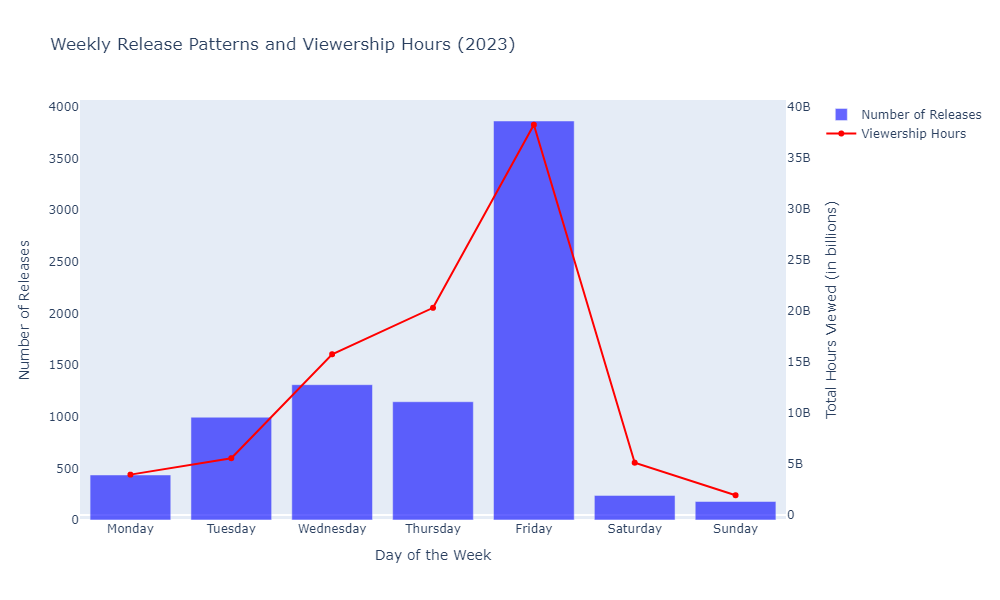 Weekly Release Patterns and Viewership Hours (2023)
4000
3500
3000
2500
2000
1500
1000
500
0
Number of Releases
40B
35B
30B
25B
20B
15B
10B
5B
0
Total Hours Viewed (in billions)
Number of Releases
Viewership Hours
Monday Tuesday Wednesday Thursday Friday Saturday Sunday
Day of the Week